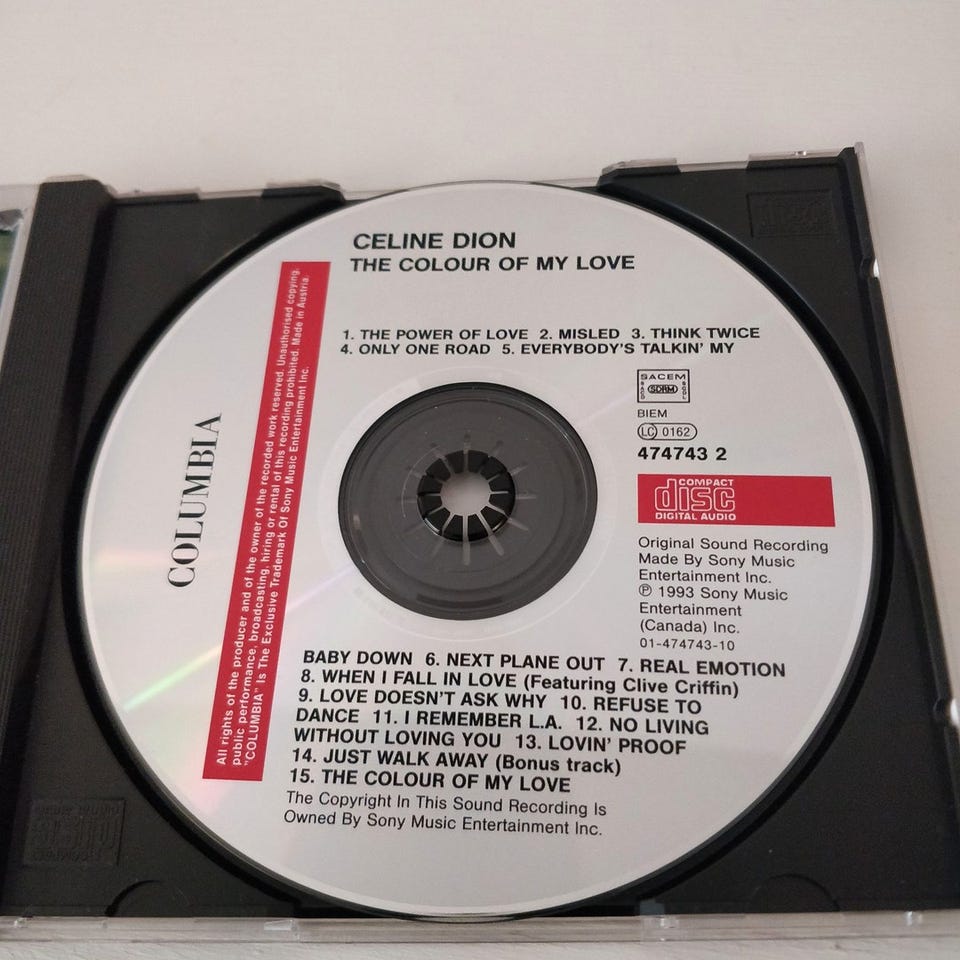 CELINE DION
THE COLOUR OF MY LOVE
1. THE POWER OF LOVE 2. MISLED 3. THINK TWICE
4. ONLY ONE ROAD 5. EVERYBODY'S TALKIN' MY
SACEM
SDRM
BIEM
LC 0162
474743 2
COMPACT
disc
DIGITAL AUDIO
Original Sound Recording
Made By Sony Music
Entertainment Inc.
℗ 1993 Sony Music
Entertainment
(Canada) Inc.
01-474743-10
COLUMBIA
All rights of the producer and of the owner of the recorded work reserved. Unauthorised copying,
public performance, broadcasting, hiring or rental of this recording prohibited. Made in Austria.
"COLUMBIA" Is The Exclusive Trademark Of Sony Music Entertainment Inc.
BABY DOWN 6. NEXT PLANE OUT 7. REAL EMOTION
8. WHEN I FALL IN LOVE (Featuring Clive Criffin)
9. LOVE DOESN'T ASK WHY 10. REFUSE TO
DANCE 11. I REMEMBER L.A. 12. NO LIVING
WITHOUT LOVING YOU 13. LOVIN' PROOF
14. JUST WALK AWAY (Bonus track)
15. THE COLOUR OF MY LOVE
The Copyright In This Sound Recording Is
Owned By Sony Music Entertainment Inc.